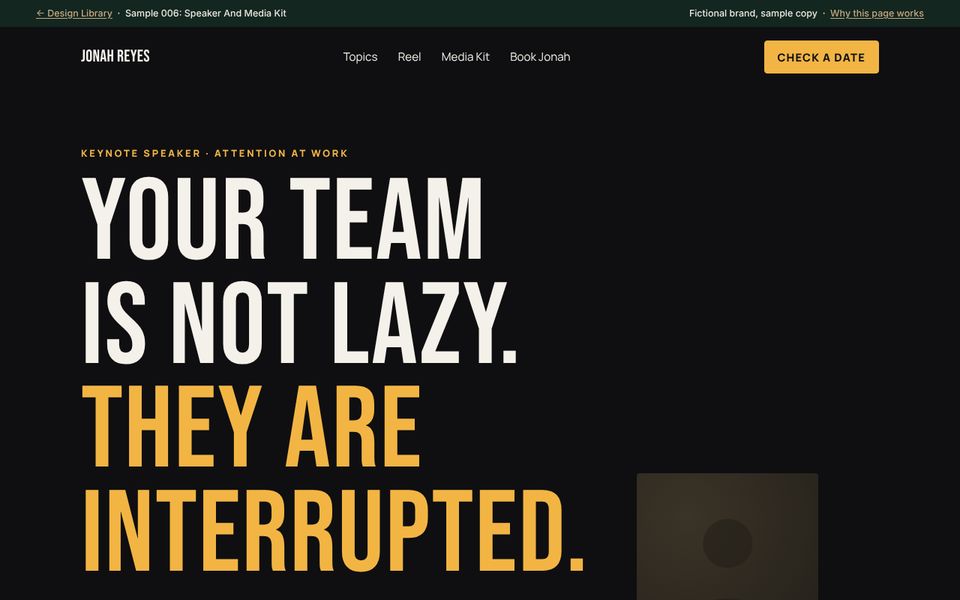 ← Design Library · Sample 006: Speaker And Media Kit
Fictional brand, sample copy · Why this page works
JONAH REYES
Topics Reel Media Kit Book Jonah
CHECK A DATE
KEYNOTE SPEAKER · ATTENTION AT WORK
YOUR TEAM
IS NOT LAZY.
THEY ARE
INTERRUPTED.